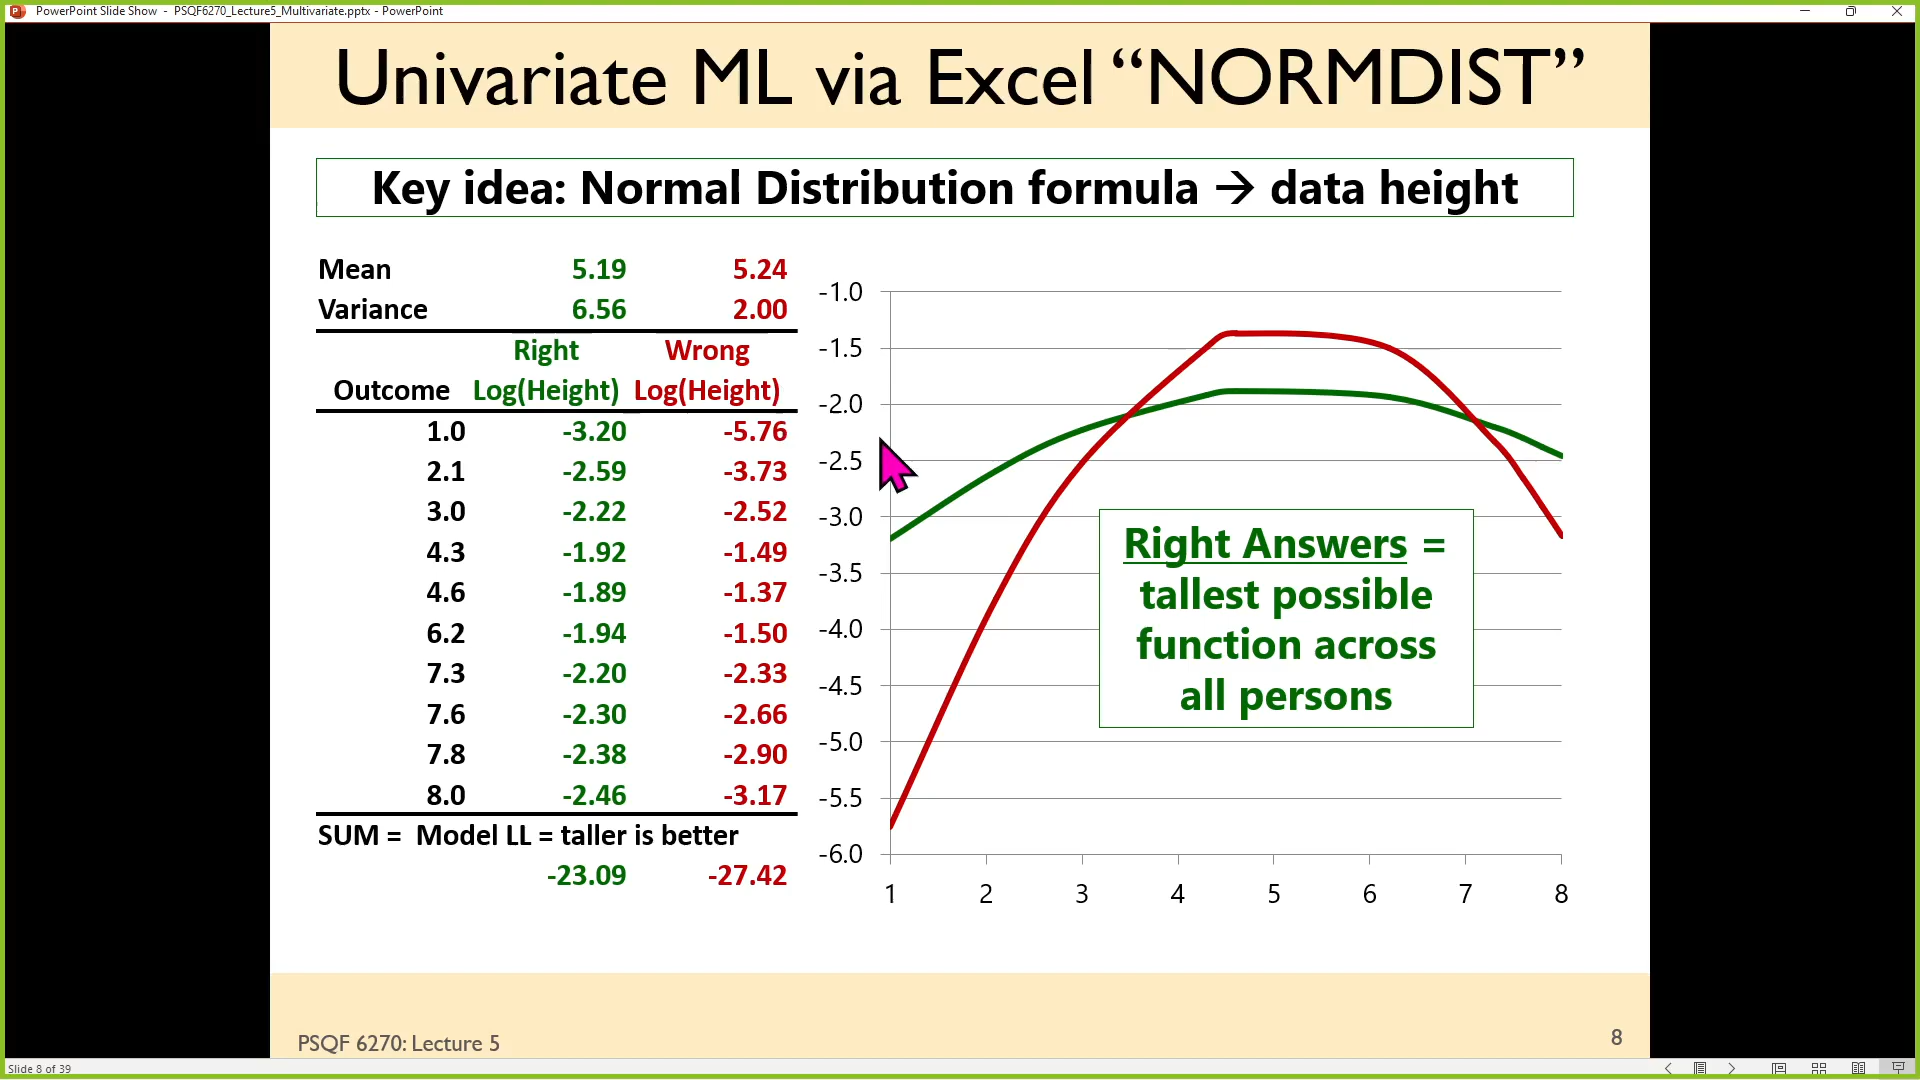 PowerPoint Slide Show - PSQF6270_Lecture5_Multivariate.pptx - PowerPoint
Univariate ML via Excel “NORMDIST”
Key idea: Normal Distribution formula → data height
Mean 5.19 5.24
Variance 6.56 2.00
Right Wrong
Outcome Log(Height) Log(Height)
1.0 -3.20 -5.76
2.1 -2.59 -3.73
3.0 -2.22 -2.52
4.3 -1.92 -1.49
4.6 -1.89 -1.37
6.2 -1.94 -1.50
7.3 -2.20 -2.33
7.6 -2.30 -2.66
7.8 -2.38 -2.90
8.0 -2.46 -3.17
SUM = Model LL = taller is better
-23.09 -27.42
-1.0
-1.5
-2.0
-2.5
-3.0
-3.5
-4.0
-4.5
-5.0
-5.5
-6.0
1 2 3 4 5 6 7 8
Right Answers =
tallest possible
function across
all persons
PSQF 6270: Lecture 5
8
Slide 8 of 39